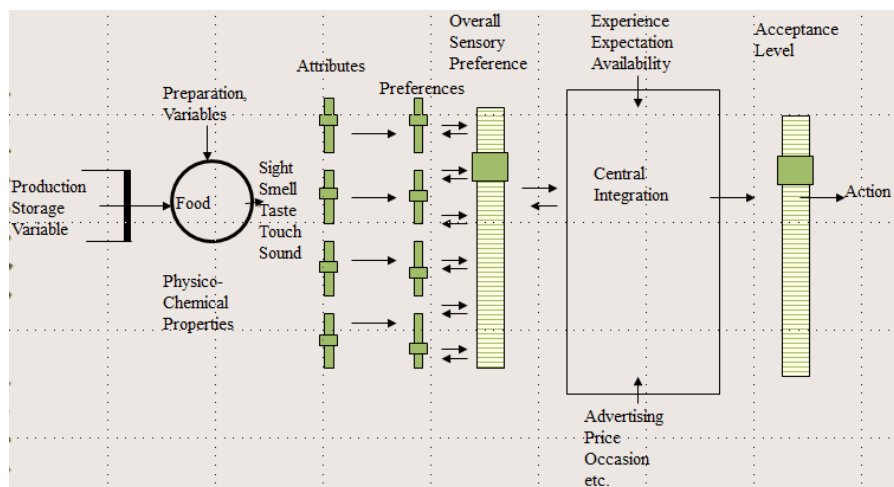 Overall
Sensory
Preference
Experience
Expectation
Availability
Acceptance
Level
Attributes
Preferences
Preparation,
Variables
Production
Storage
Variable
Food
Sight
Smell
Taste
Touch
Sound
Central
Integration
Action
Physico-
Chemical
Properties
Advertising
Price
Occasion
etc.